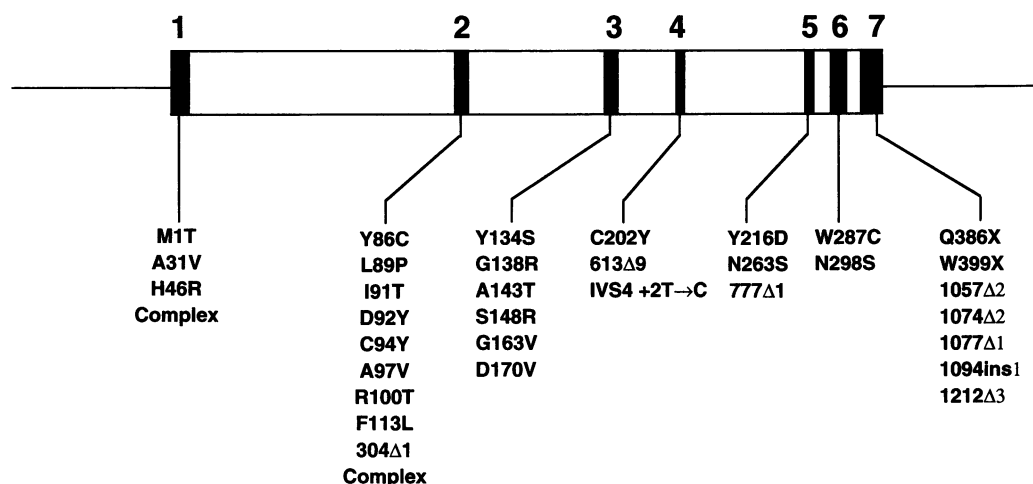 1 2 3 4 5 6 7
M1T
A31V
H46R
Complex
Y86C
L89P
I91T
D92Y
C94Y
A97V
R100T
F113L
304Δ1
Complex
Y134S
G138R
A143T
S148R
G163V
D170V
C202Y
613Δ9
IVS4 +2T→C
Y216D
N263S
777Δ1
W287C
N298S
Q386X
W399X
1057Δ2
1074Δ2
1077Δ1
1094ins1
1212Δ3